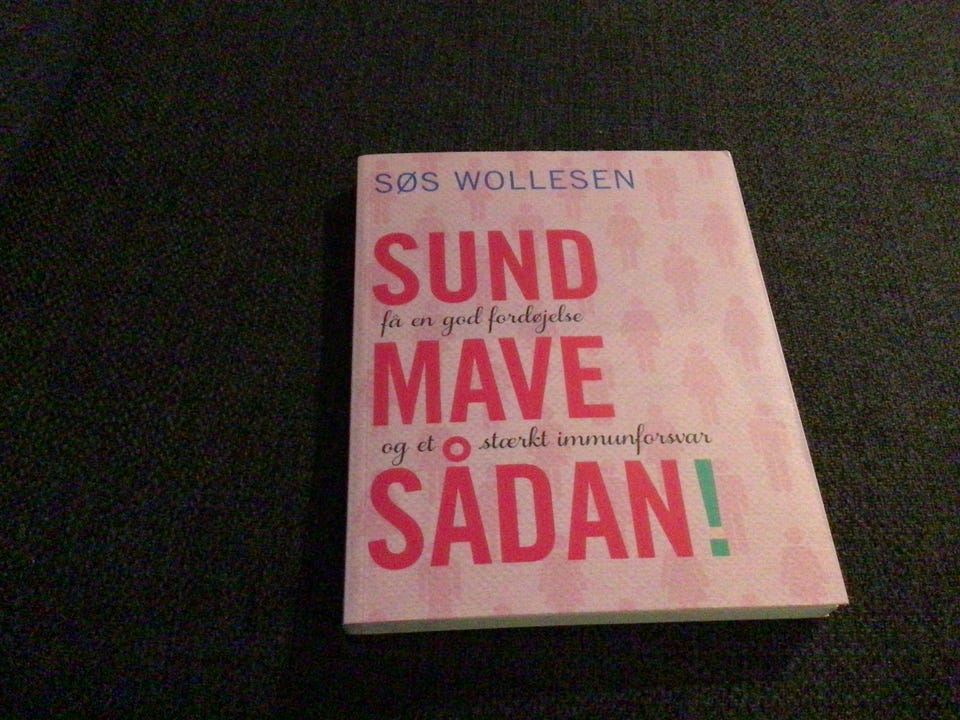 SØS WOLLESEN
SUND
få en god fordøjelse
MAVE
og et stærkt immunforsvar
SÅDAN!